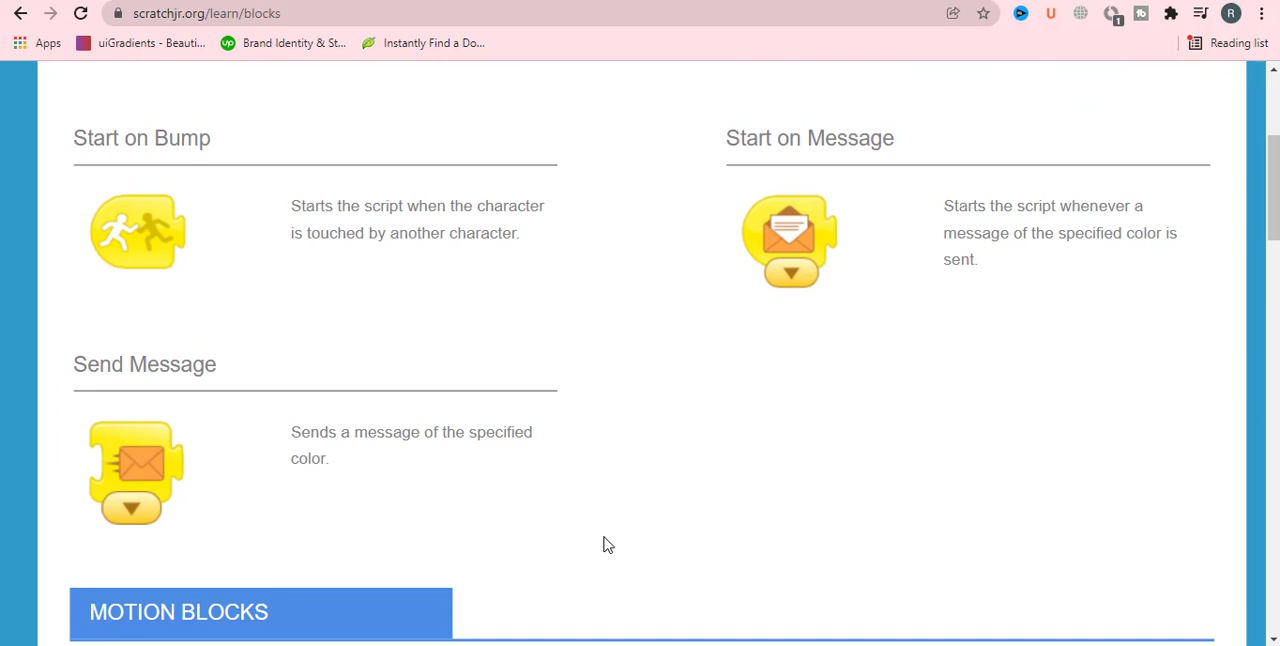 scratchjr.org/learn/blocks
Apps
uiGradients - Beauti...
Brand Identity & St...
Instantly Find a Do...
Reading list
Start on Bump
Starts the script when the character
is touched by another character.
Start on Message
Starts the script whenever a
message of the specified color is
sent.
Send Message
Sends a message of the specified
color.
MOTION BLOCKS